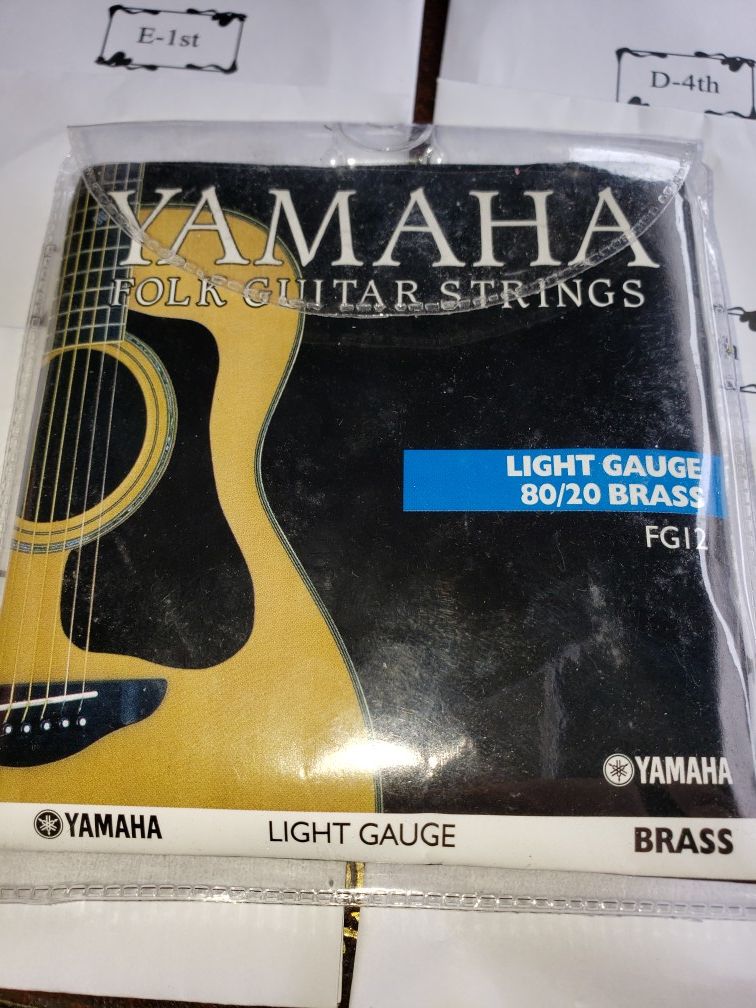 E-1st
D-4th
YAMAHA
FOLK GUITAR STRINGS
LIGHT GAUGE
80/20 BRASS
FG12
YAMAHA
YAMAHA
LIGHT GAUGE
BRASS